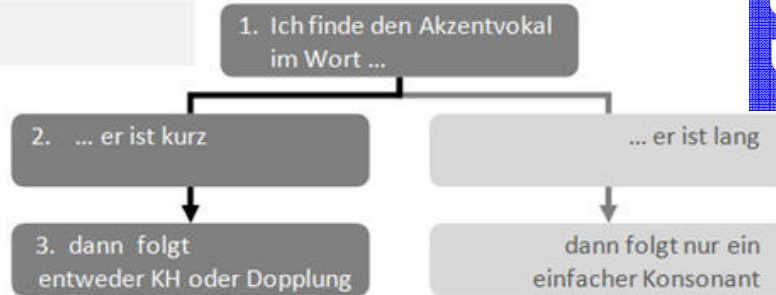 1. Ich finde den Akzentvokal
im Wort ...
2. ... er ist kurz
... er ist lang
3. dann folgt
entweder KH oder Dopplung
dann folgt nur ein
einfacher Konsonant